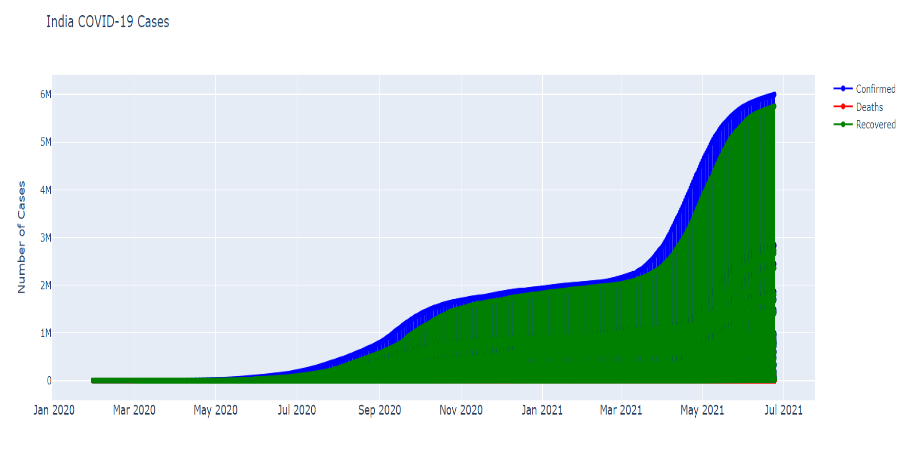 India COVID-19 Cases
Confirmed
Deaths
Recovered
Number of Cases
6M
5M
4M
3M
2M
1M
0
Jan 2020
Mar 2020
May 2020
Jul 2020
Sep 2020
Nov 2020
Jan 2021
Mar 2021
May 2021
Jul 2021